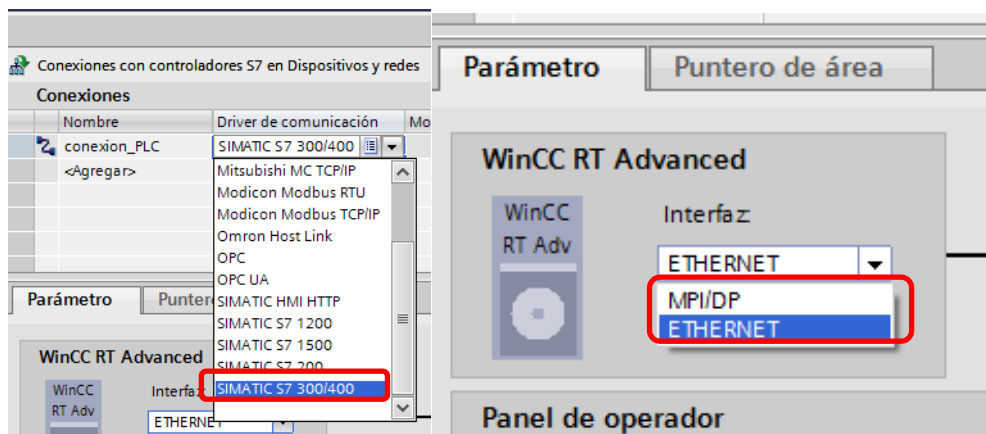 Conexiones con controladores S7 en Dispositivos y redes
Conexiones
Nombre Driver de comunicación Mo
conexion_PLC SIMATIC S7 300/400
<Agregar>
Mitsubishi MC TCP/IP
Modicon Modbus RTU
Modicon Modbus TCP/IP
Omron Host Link
OPC
OPC UA
SIMATIC HMI HTTP
SIMATIC S7 1200
SIMATIC S7 1500
SIMATIC S7 200
SIMATIC S7 300/400
Parámetro Punter
WinCC RT Advanced
WinCC
RT Adv
Interfaz
ETHERNET
Parámetro Puntero de área
WinCC RT Advanced
WinCC
RT Adv
Interfaz:
ETHERNET
MPI/DP
ETHERNET
Panel de operador